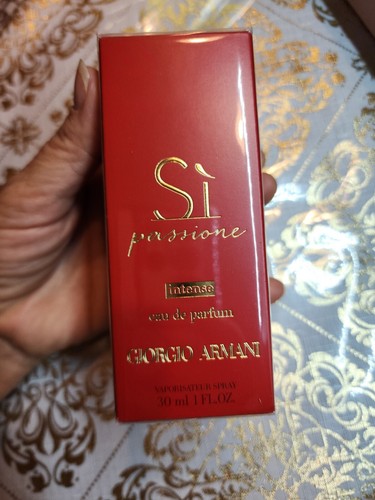 Sì
passione
intense
eau de parfum
GIORGIO ARMANI
VAPORISATEUR SPRAY
30 ml 1 FL.OZ.